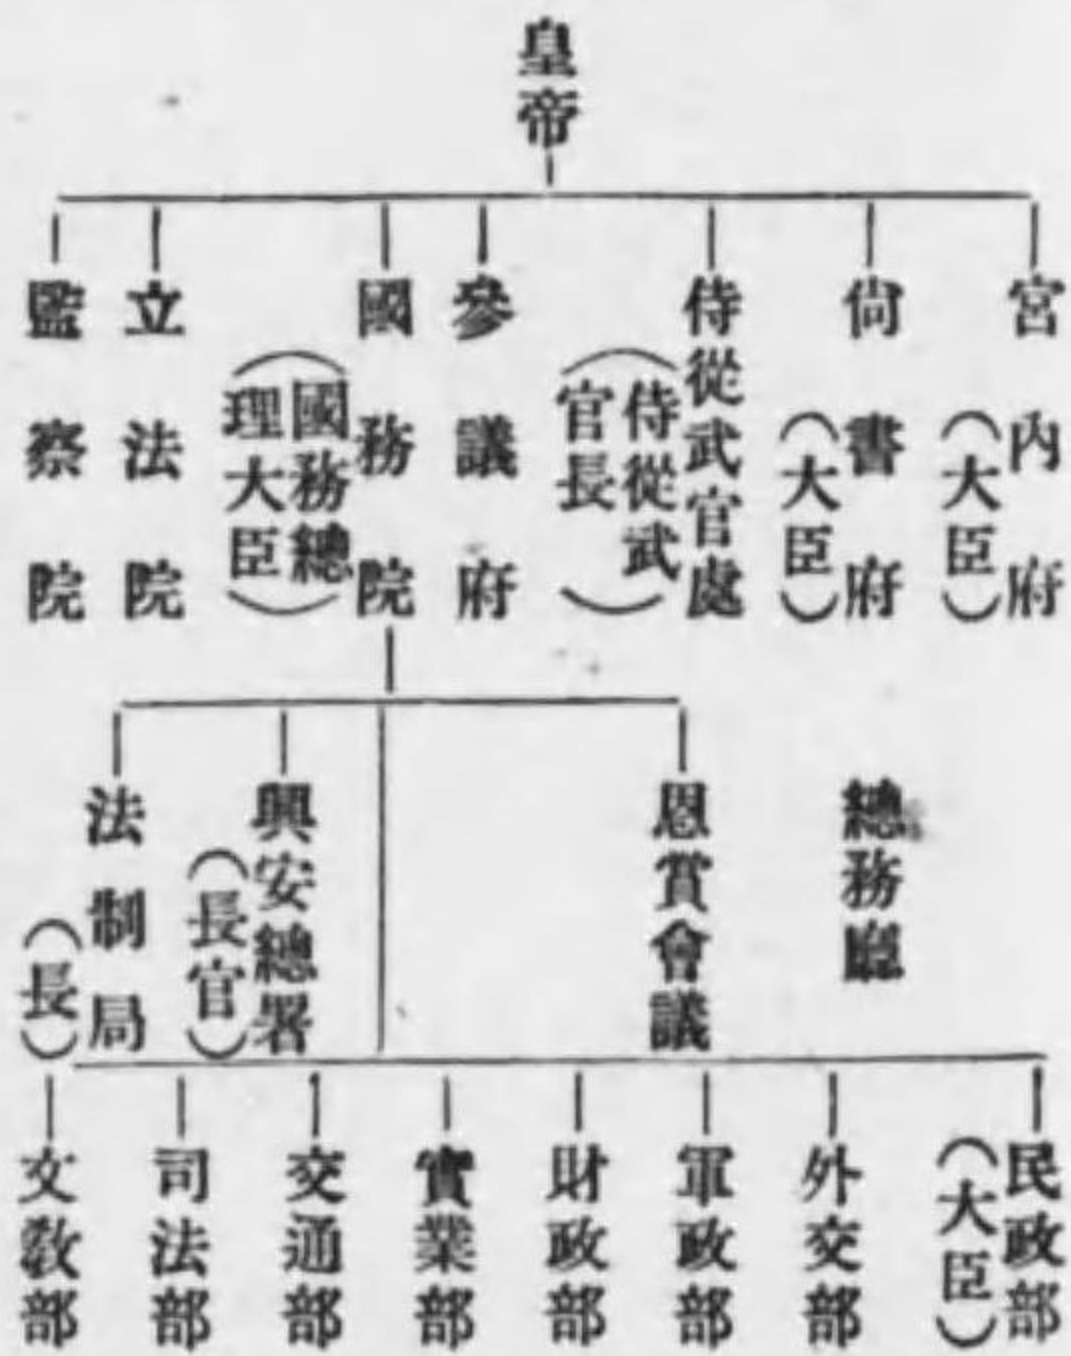 皇帝
宮內府
（大臣）
尙書府
（大臣）
侍從武官處
（侍從武
官長）
參議府
國務院
（國務總
理大臣）
立法院
監察院
總務廳
恩賞會議
興安總署
（長官）
法制局
（長）
民政部
（大臣）
外交部
軍政部
財政部
實業部
交通部
司法部
文敎部